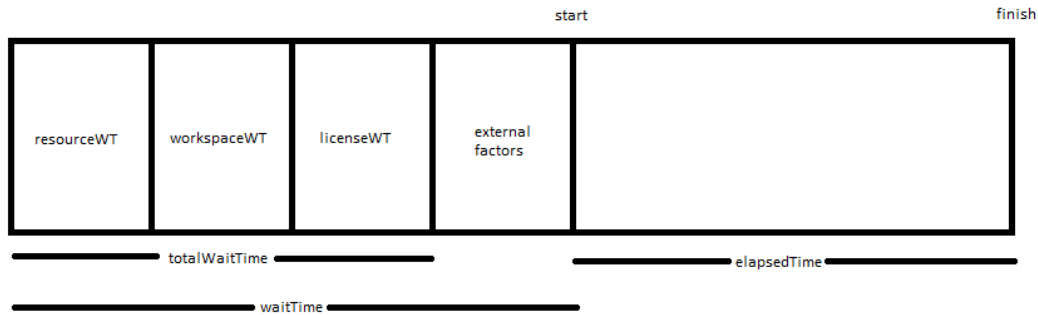 start
finish
resourceWT
workspaceWT
licenseWT
external
factors
totalWaitTime
elapsedTime
waitTime